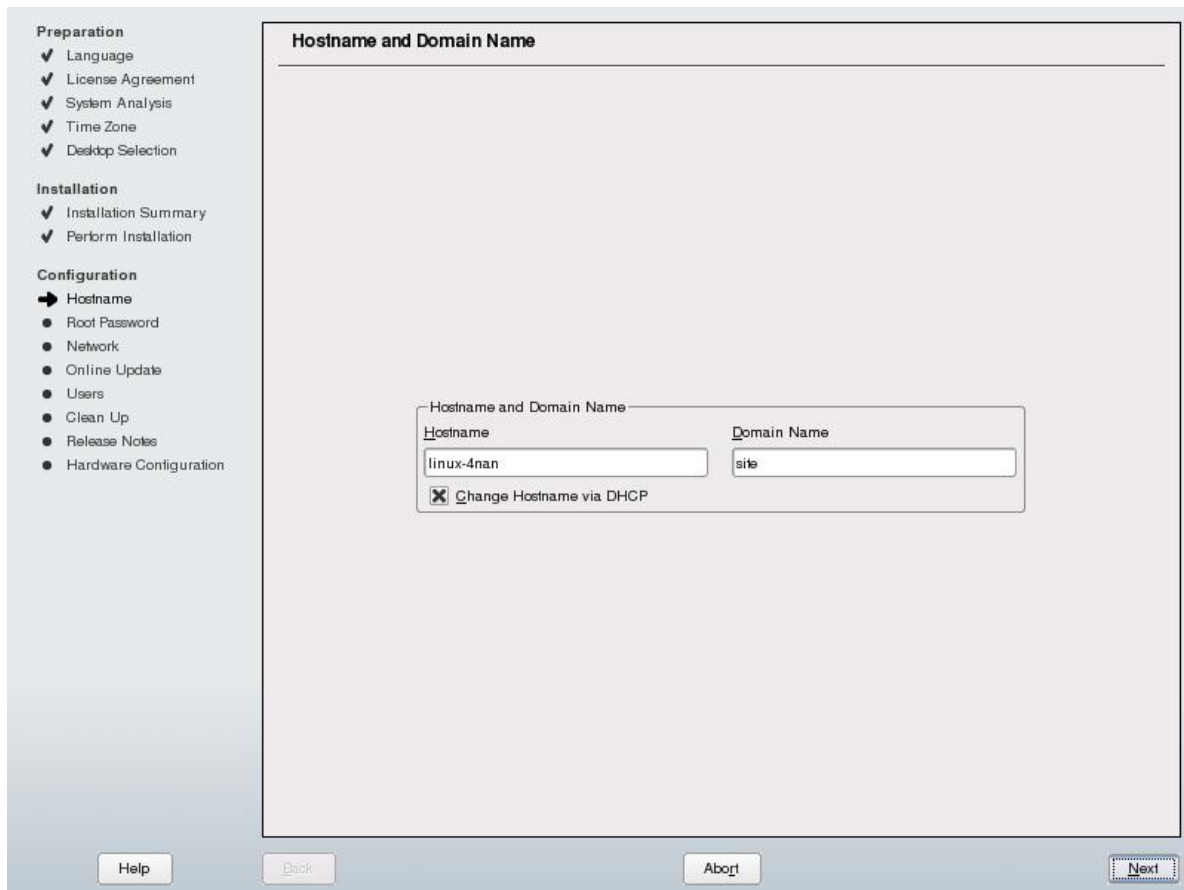 Preparation
Language
License Agreement
System Analysis
Time Zone
Desktop Selection
Installation
Installation Summary
Perform Installation
Configuration
Hostname
Root Password
Network
Online Update
Users
Clean Up
Release Notes
Hardware Configuration
Hostname and Domain Name
Hostname and Domain Name
Hostname Domain Name
linux-4nan site
Change Hostname via DHCP
Help Back Abort Next